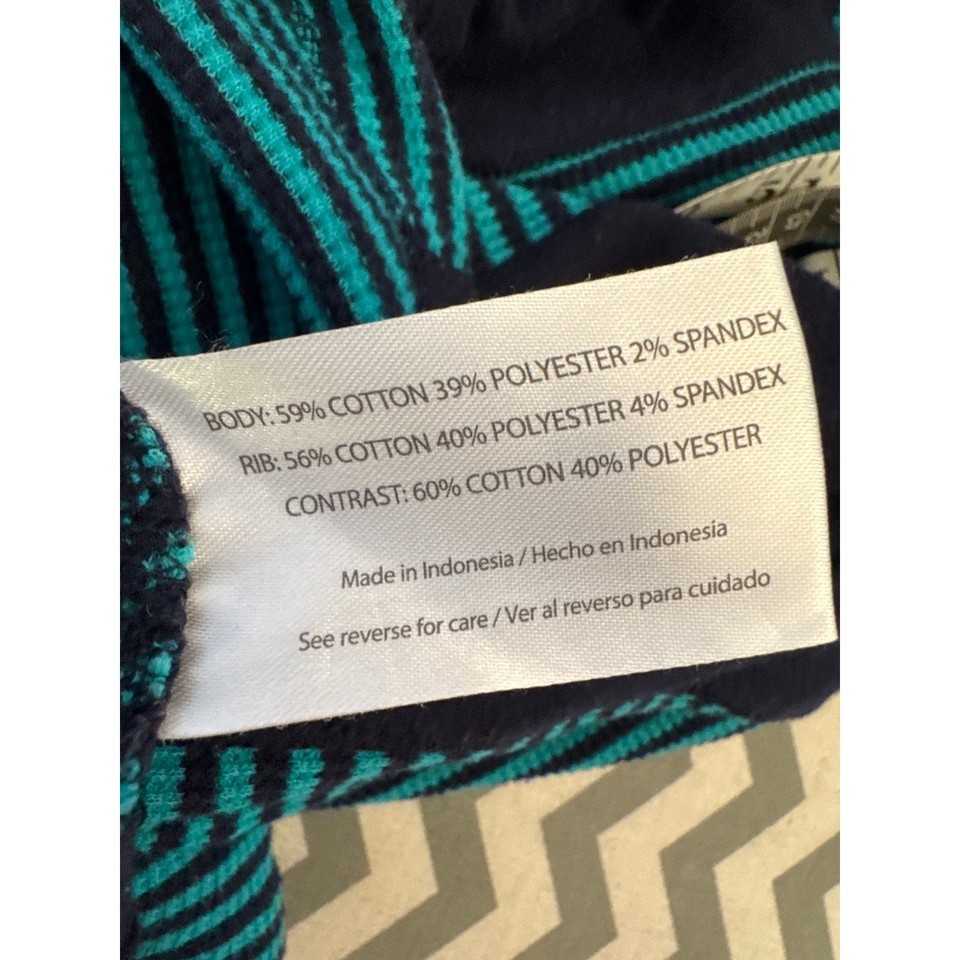 BODY: 59% COTTON 39% POLYESTER 2% SPANDEX
RIB: 56% COTTON 40% POLYESTER 4% SPANDEX
CONTRAST: 60% COTTON 40% POLYESTER
Made in Indonesia / Hecho en Indonesia
See reverse for care / Ver al reverso para cuidado